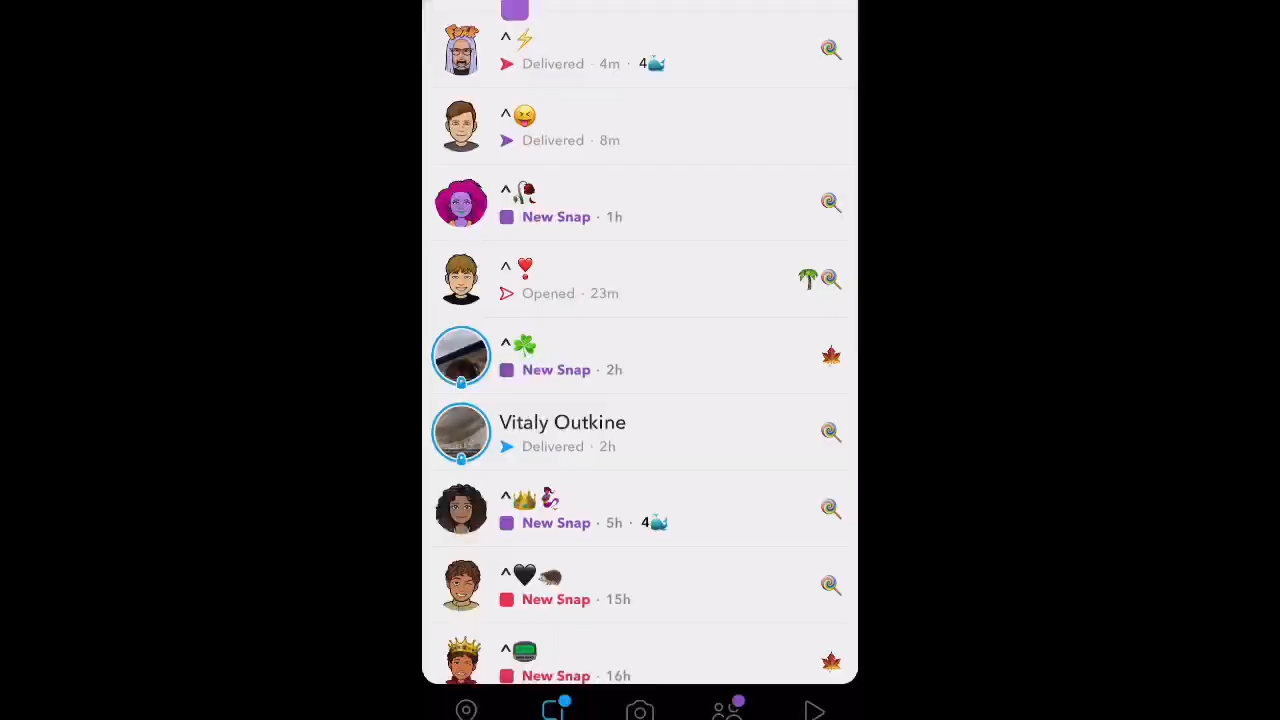 ^⚡
Delivered · 4m · 4🐳
^😝
Delivered · 8m
^🥀
New Snap · 1h
^❣️
Opened · 23m
^☘️
New Snap · 2h
Vitaly Outkine
Delivered · 2h
^👑🧜‍♀️
New Snap · 5h · 4🐳
^🖤🦔
New Snap · 15h
^📟
New Snap · 16h